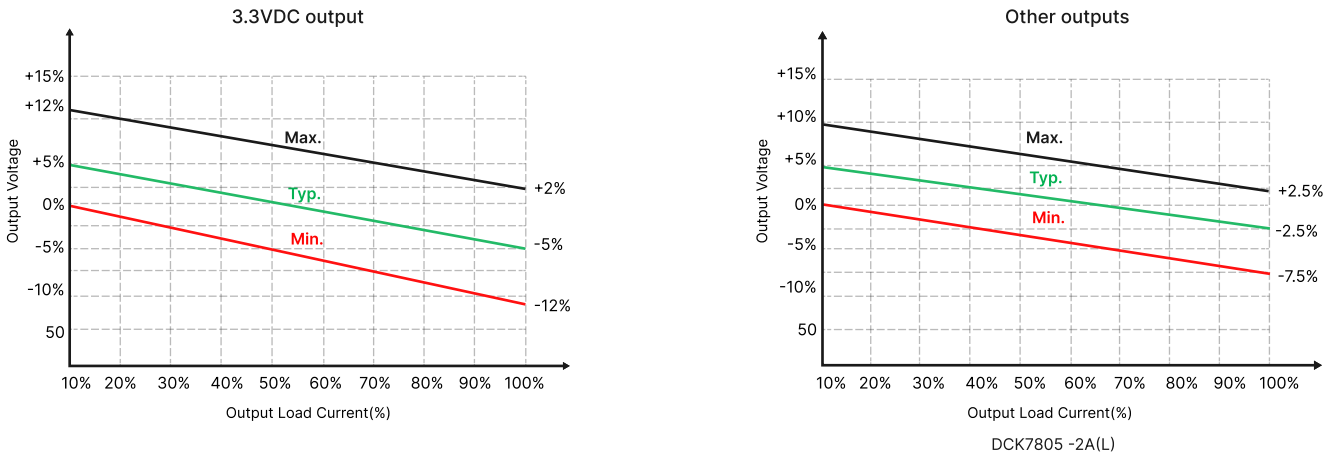 3.3VDC output
+15%
+12%
+5%
0%
-5%
-10%
50
Output Voltage
Max.
Typ.
Min.
+2%
-5%
-12%
10% 20% 30% 40% 50% 60% 70% 80% 90% 100%
Output Load Current(%)
Other outputs
+15%
+10%
+5%
0%
-5%
-10%
50
Output Voltage
Max.
Typ.
Min.
+2.5%
-2.5%
-7.5%
10% 20% 30% 40% 50% 60% 70% 80% 90% 100%
Output Load Current(%)
DCK7805 -2A(L)